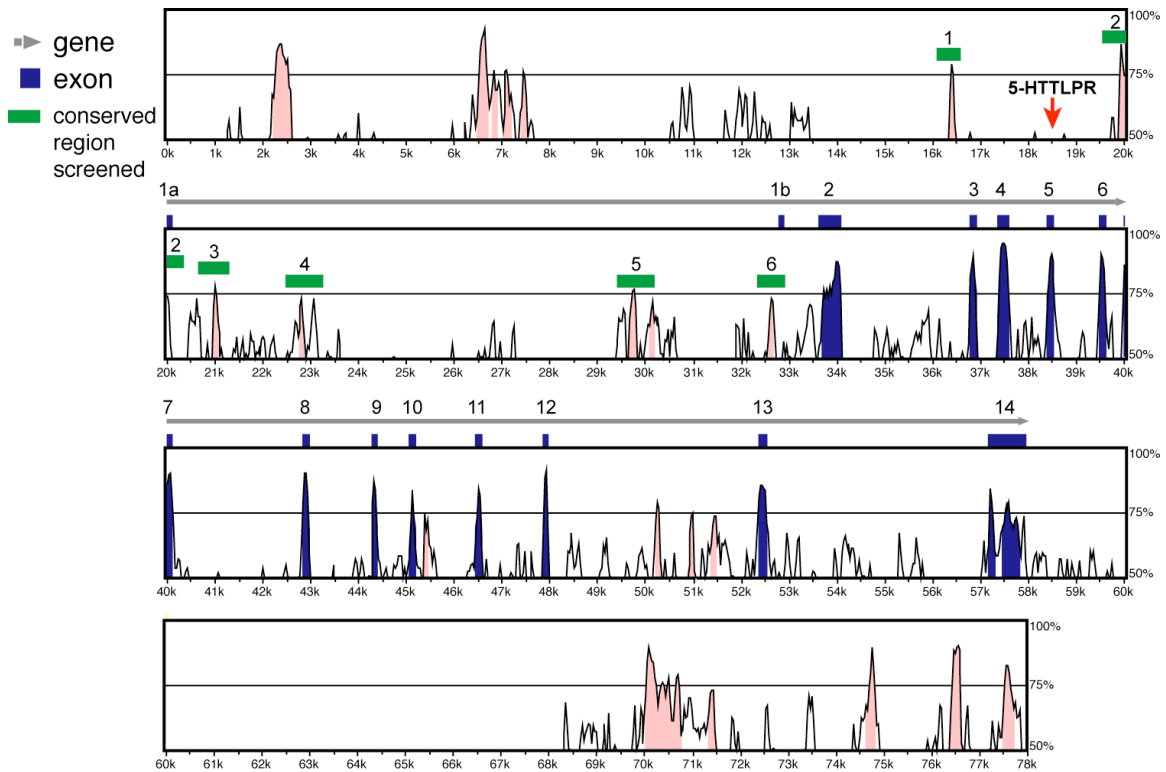 gene
exon
conserved
region
screened
1
2
5-HTTLPR
100%
75%
50%
0k 1k 2k 3k 4k 5k 6k 7k 8k 9k 10k 11k 12k 13k 14k 15k 16k 17k 18k 19k 20k
1a 1b 2 3 4 5 6
2 3 4 5 6
100%
75%
50%
20k 21k 22k 23k 24k 25k 26k 27k 28k 29k 30k 31k 32k 33k 34k 35k 36k 37k 38k 39k 40k
7 8 9 10 11 12 13 14
100%
75%
50%
40k 41k 42k 43k 44k 45k 46k 47k 48k 49k 50k 51k 52k 53k 54k 55k 56k 57k 58k 59k 60k
100%
75%
50%
60k 61k 62k 63k 64k 65k 66k 67k 68k 69k 70k 71k 72k 73k 74k 75k 76k 77k 78k